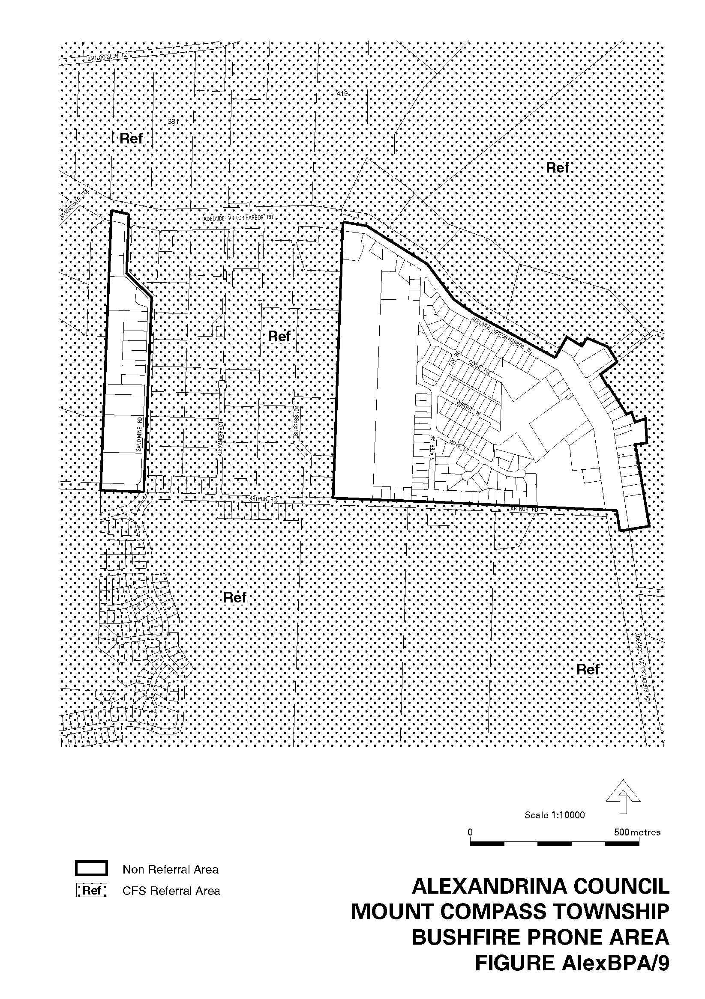 BAHLOO GLEN RD
419
381
Ref
Ref
SPRINGVALE TCE
ADELAIDE - VICTOR HARBOR RD
ADELAIDE - VICTOR HARBOR RD
Ref
TAY RD
CLYDE TCE
WRIGHT AV
SAND MINE RD
ALEXANDER CT
BURGESS DR
SLATER AV
WAYE ST
ARTHUR RD
ARTHUR RD
Ref
ADELAIDE - VICTOR HARBOR RD
Ref
Scale 1:10000
0 500metres
Non Referral Area
Ref CFS Referral Area
ALEXANDRINA COUNCIL
MOUNT COMPASS TOWNSHIP
BUSHFIRE PRONE AREA
FIGURE AlexBPA/9